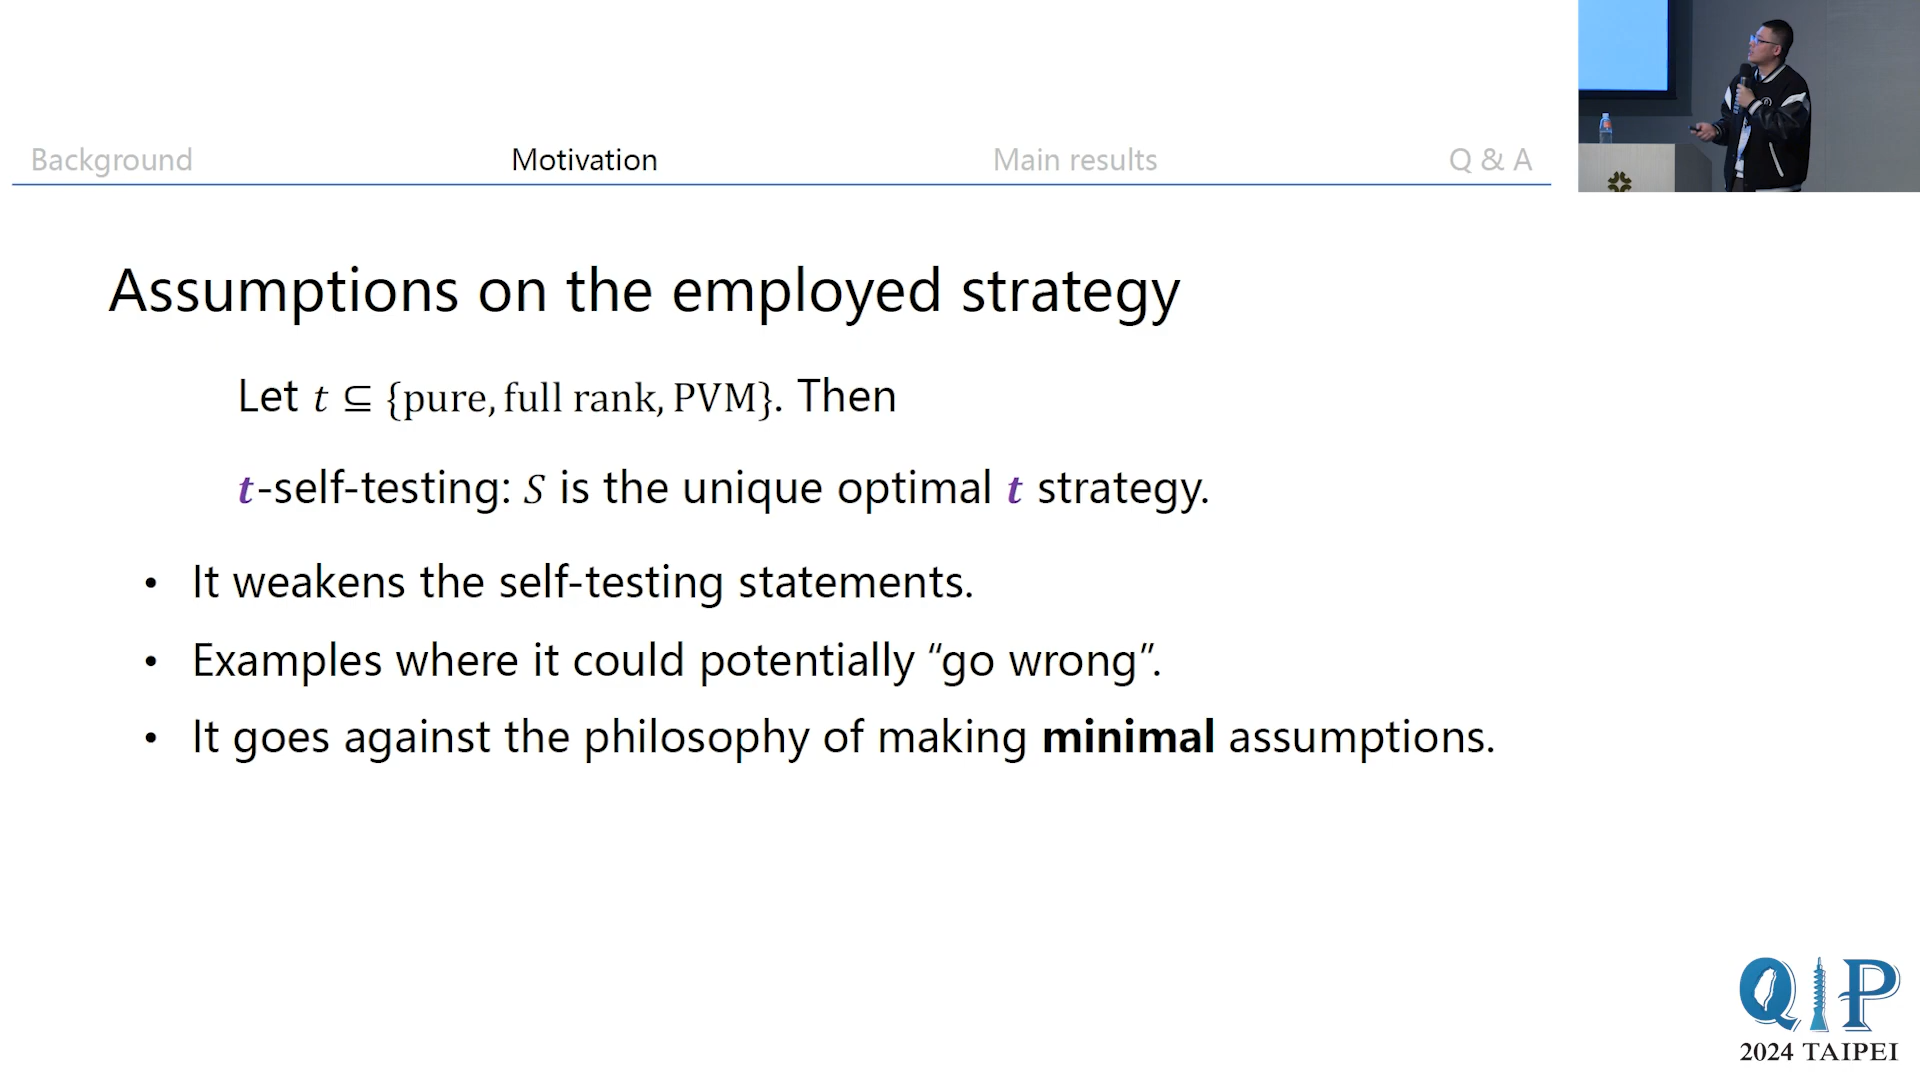 Background Motivation Main results Q & A
Assumptions on the employed strategy
Let t ⊆ {pure, full rank, PVM}. Then
t-self-testing: S is the unique optimal t strategy.
• It weakens the self-testing statements.
• Examples where it could potentially “go wrong”.
• It goes against the philosophy of making minimal assumptions.
QIP
2024 TAIPEI